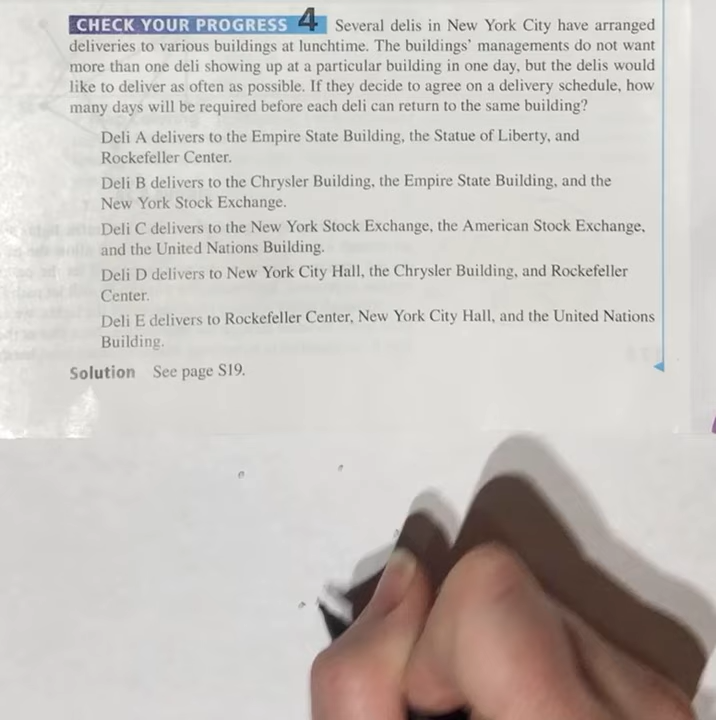 CHECK YOUR PROGRESS 4 Several delis in New York City have arranged
deliveries to various buildings at lunchtime. The buildings' managements do not want
more than one deli showing up at a particular building in one day, but the delis would
like to deliver as often as possible. If they decide to agree on a delivery schedule, how
many days will be required before each deli can return to the same building?
Deli A delivers to the Empire State Building, the Statue of Liberty, and
Rockefeller Center.
Deli B delivers to the Chrysler Building, the Empire State Building, and the
New York Stock Exchange.
Deli C delivers to the New York Stock Exchange, the American Stock Exchange,
and the United Nations Building.
Deli D delivers to New York City Hall, the Chrysler Building, and Rockefeller
Center.
Deli E delivers to Rockefeller Center, New York City Hall, and the United Nations
Building.
Solution See page S19.